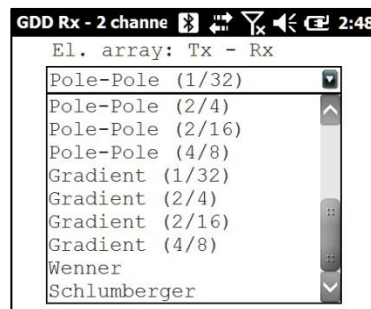 GDD Rx - 2 channe 2:48
El. array: Tx - Rx
Pole-Pole (1/32)
Pole-Pole (2/4)
Pole-Pole (2/16)
Pole-Pole (4/8)
Gradient (1/32)
Gradient (2/4)
Gradient (2/16)
Gradient (4/8)
Wenner
Schlumberger